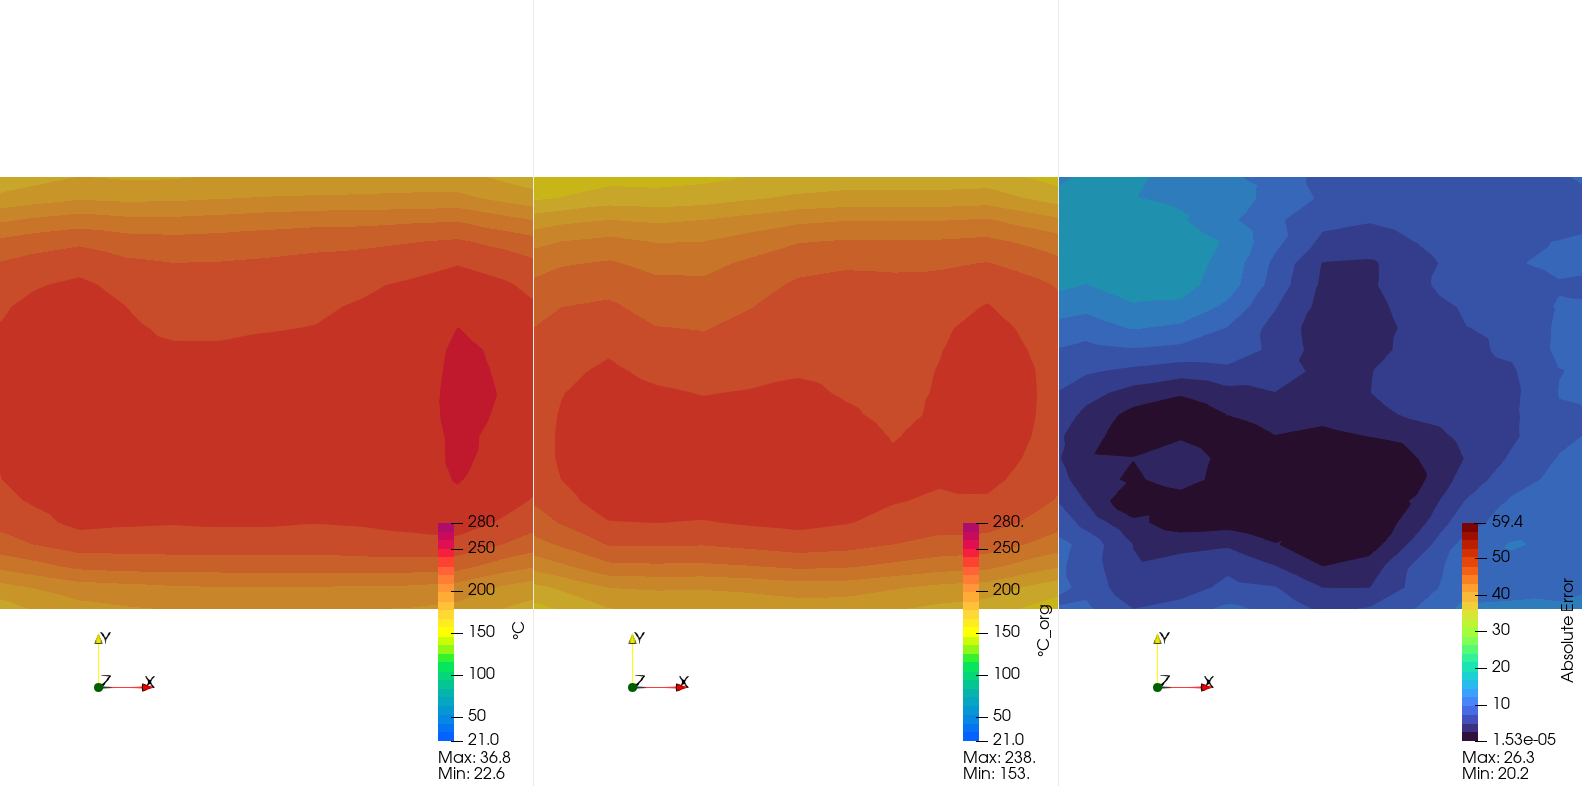 280.
250
200
150
100
50
21.0
°C
Max: 36.8
Min: 22.6
Y
Z
X
280.
250
200
150
100
50
21.0
°C_org
Max: 238.
Min: 153.
Y
Z
X
59.4
50
40
30
20
10
1.53e-05
Absolute Error
Max: 26.3
Min: 20.2
Y
Z
X